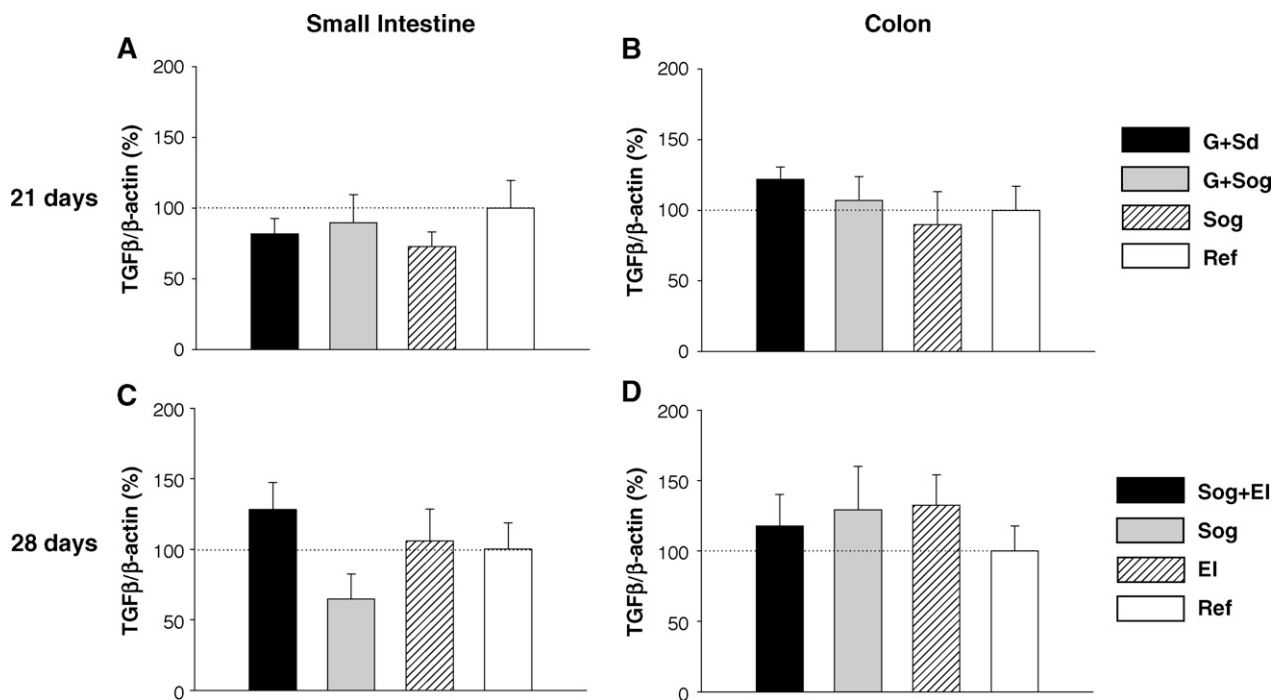 Small Intestine
Colon
A
B
200
150
100
50
0
TGFβ/β-actin (%)
200
150
100
50
0
TGFβ/β-actin (%)
21 days
G+Sd
G+Sog
Sog
Ref
C
D
200
150
100
50
0
TGFβ/β-actin (%)
200
150
100
50
0
TGFβ/β-actin (%)
28 days
Sog+El
Sog
El
Ref